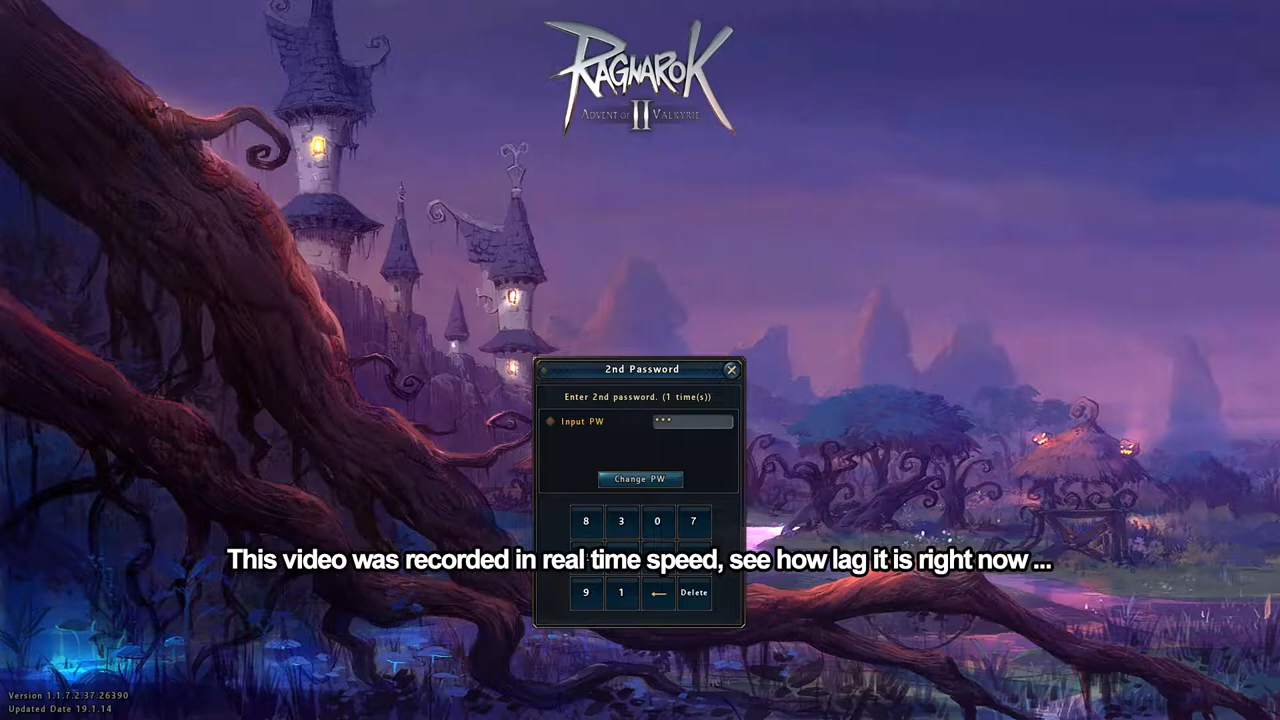 RAGNAROK
ADVENT OF II VALKYRIE
2nd Password
Enter 2nd password. (1 time(s))
Input PW ***
Change PW
8 3 0 7
This video was recorded in real time speed, see how lag it is right now ...
9 1 ← Delete
Version 1.1.7.2.37.26390
Updated Date 19.1.14